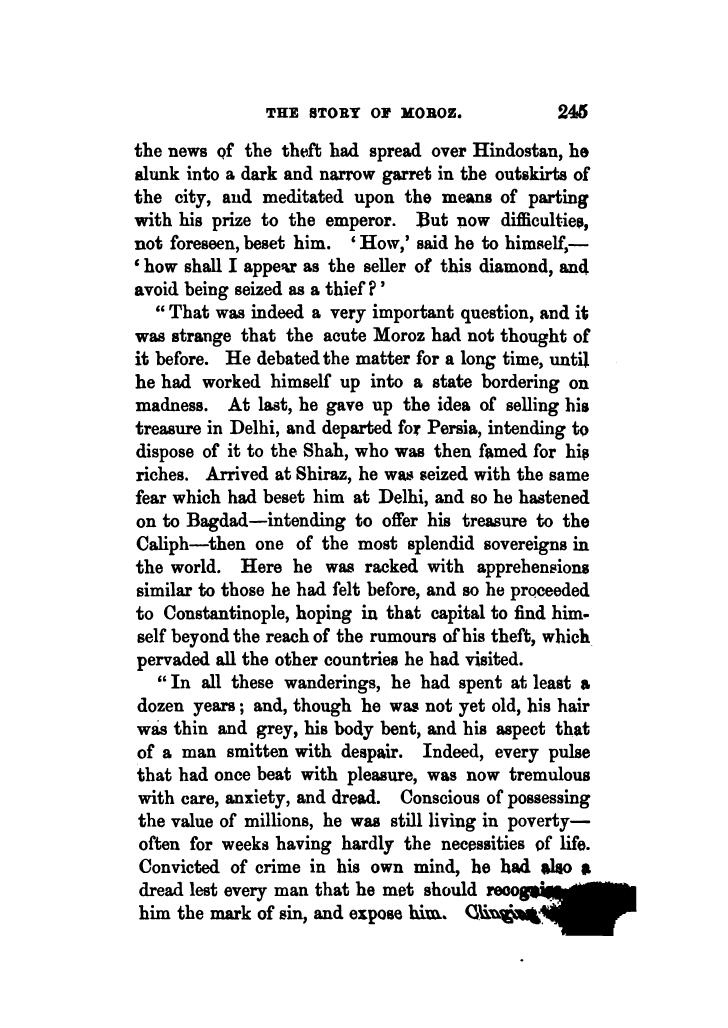 THE STORY OF MOROZ. 245
the news of the theft had spread over Hindostan, he
slunk into a dark and narrow garret in the outskirts of
the city, and meditated upon the means of parting
with his prize to the emperor. But now difficulties,
not foreseen, beset him. ‘How,’ said he to himself,—
‘how shall I appear as the seller of this diamond, and
avoid being seized as a thief?’
“That was indeed a very important question, and it
was strange that the acute Moroz had not thought of
it before. He debated the matter for a long time, until
he had worked himself up into a state bordering on
madness. At last, he gave up the idea of selling his
treasure in Delhi, and departed for Persia, intending to
dispose of it to the Shah, who was then famed for his
riches. Arrived at Shiraz, he was seized with the same
fear which had beset him at Delhi, and so he hastened
on to Bagdad—intending to offer his treasure to the
Caliph—then one of the most splendid sovereigns in
the world. Here he was racked with apprehensions
similar to those he had felt before, and so he proceeded
to Constantinople, hoping in that capital to find him-
self beyond the reach of the rumours of his theft, which
pervaded all the other countries he had visited.
“In all these wanderings, he had spent at least a
dozen years; and, though he was not yet old, his hair
was thin and grey, his body bent, and his aspect that
of a man smitten with despair. Indeed, every pulse
that had once beat with pleasure, was now tremulous
with care, anxiety, and dread. Conscious of possessing
the value of millions, he was still living in poverty—
often for weeks having hardly the necessities of life.
Convicted of crime in his own mind, he had also a
dread lest every man that he met should
him the mark of sin, and expose him. Clinging